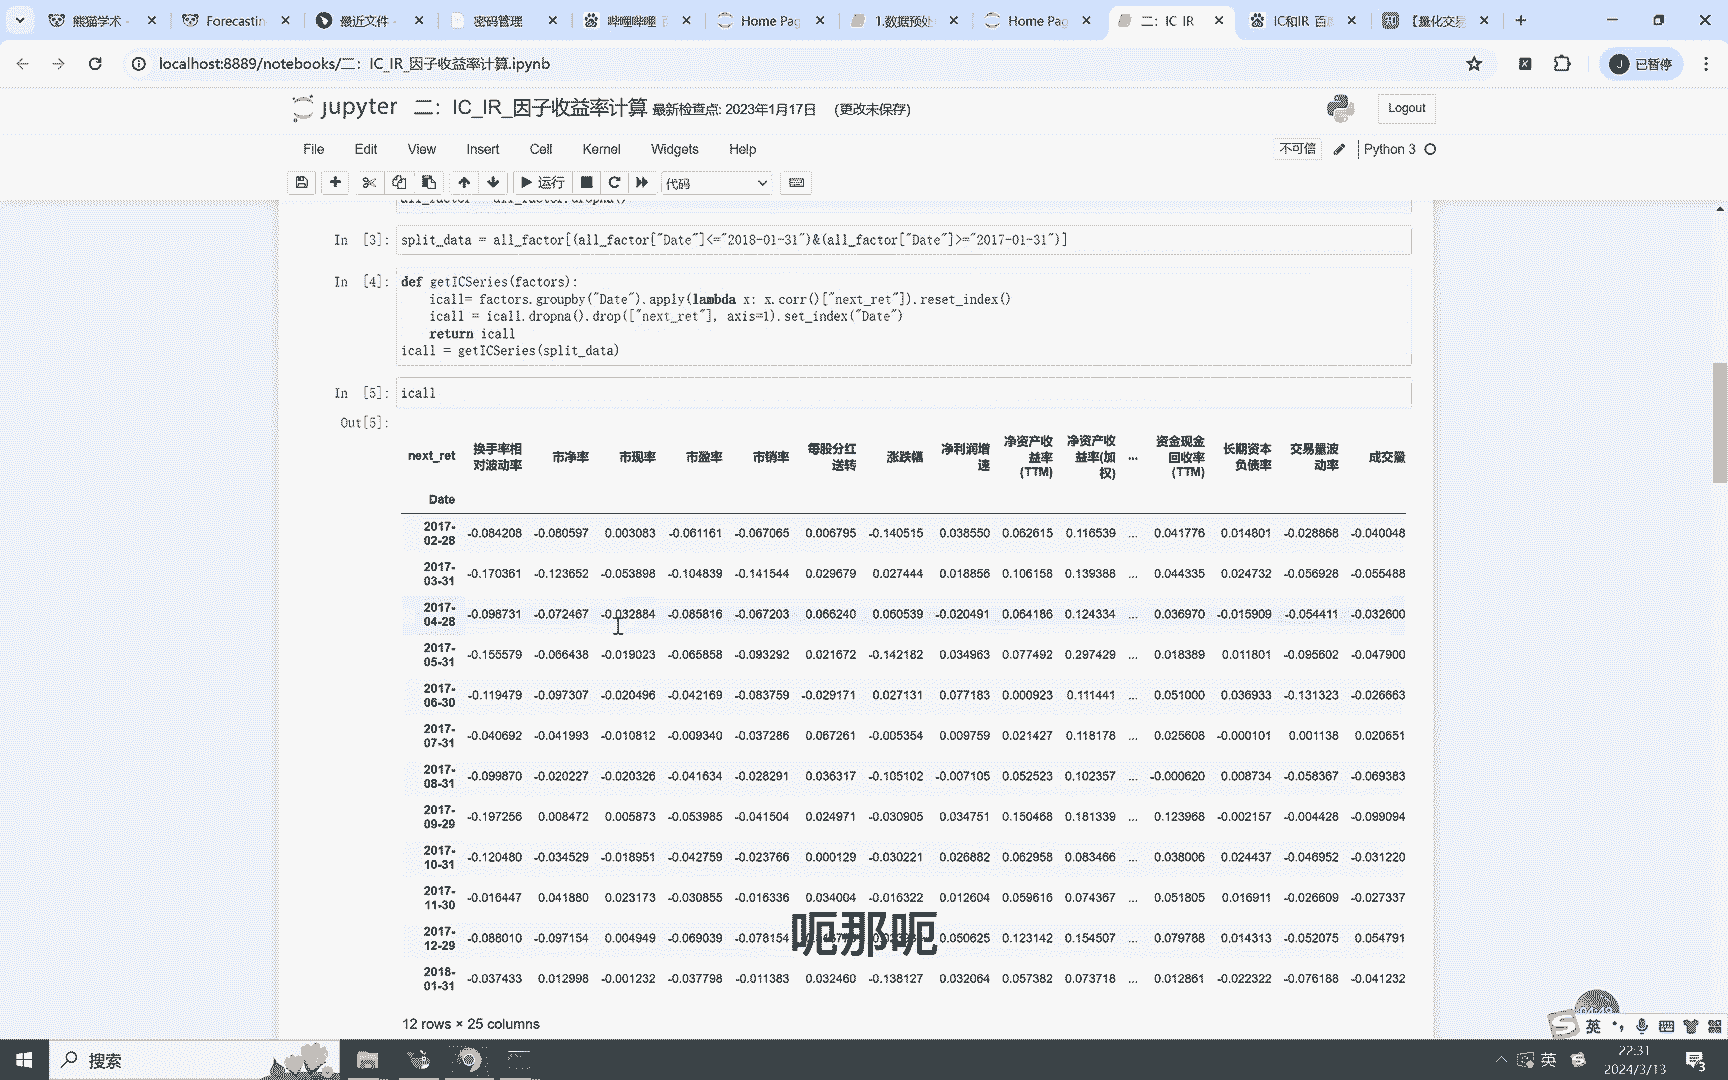 熊猫学术 -
Forecastin
最近文件 -
密码管理
哔哩哔哩
Home Pag
1.数据预处
Home Pag
二：IC IR
IC和IR 百
【量化交易
localhost:8889/notebooks/二：IC_IR_因子收益率计算.ipynb
J 已暂停
jupyter 二：IC_IR_因子收益率计算 最新检查点: 2023年1月17日 (更改未保存)
Logout
File Edit View Insert Cell Kernel Widgets Help
不可信
Python 3
运行
代码
all_factor = all_factor.dropna()
In [3]: split_data = all_factor[(all_factor["Date"]<="2018-01-31")&(all_factor["Date"]>="2017-01-31")]
In [4]: def getICSeries(factors):
icall= factors.groupby("Date").apply(lambda x: x.corr()["next_ret"]).reset_index()
icall = icall.dropna().drop(["next_ret"], axis=1).set_index("Date")
return icall
icall = getICSeries(split_data)
In [5]: icall
Out[5]:
next_ret 换手率相对波动率 市净率 市现率 市盈率 市销率 每股分红送转 涨跌幅 净利润增速 净资产收益率(TTM) 净资产收益率(加权) ... 资金现金回收率(TTM) 长期资本负债率 交易量波动率 成交量
Date
2017-02-28 -0.084208 -0.080597 0.003083 -0.061161 -0.067065 0.006795 -0.140515 0.038550 0.062615 0.116539 ... 0.041776 0.014801 -0.028868 -0.040048
2017-03-31 -0.170361 -0.123652 -0.053898 -0.104839 -0.141544 0.029679 0.027444 0.018856 0.106158 0.139388 ... 0.044335 0.024732 -0.056928 -0.055488
2017-04-28 -0.098731 -0.072467 -0.032884 -0.085816 -0.067203 0.066240 0.060539 -0.020491 0.064186 0.124334 ... 0.036970 -0.015909 -0.054411 -0.032600
2017-05-31 -0.155579 -0.066438 -0.019023 -0.065858 -0.093292 0.021672 -0.142182 0.034963 0.077492 0.297429 ... 0.018389 0.011801 -0.095602 -0.047900
2017-06-30 -0.119479 -0.097307 -0.020496 -0.042169 -0.083759 -0.029171 0.027131 0.077183 0.000923 0.111441 ... 0.051000 0.036933 -0.131323 -0.026663
2017-07-31 -0.040692 -0.041993 -0.010812 -0.009340 -0.037286 0.067261 -0.005354 0.009759 0.021427 0.118178 ... 0.025608 -0.000101 0.001138 0.020651
2017-08-31 -0.099870 -0.020227 -0.020326 -0.041634 -0.028291 0.036317 -0.105102 -0.007105 0.052523 0.102357 ... -0.000620 0.008734 -0.058367 -0.069383
2017-09-29 -0.197256 0.008472 0.005873 -0.053985 -0.041504 0.024971 -0.030905 0.034751 0.150468 0.181339 ... 0.123968 -0.002157 -0.004428 -0.099094
2017-10-31 -0.120480 -0.034529 -0.018951 -0.042759 -0.023766 0.000129 -0.030221 0.026882 0.062958 0.083466 ... 0.038006 0.024437 -0.046952 -0.031220
2017-11-30 -0.016447 0.041880 0.023173 -0.030855 -0.016336 0.034004 -0.016322 0.012604 0.059616 0.074367 ... 0.051805 0.016911 -0.026609 -0.027337
2017-12-29 -0.088010 -0.097154 0.004949 -0.069039 -0.078154 0.050625 0.123142 0.154507 ... 0.079788 0.014313 -0.052075 0.054791
呃那呃
2018-01-31 -0.037433 0.012998 -0.001232 -0.037798 -0.011383 0.032460 -0.138127 0.032064 0.057382 0.073718 ... 0.012861 -0.022322 -0.076188 -0.041232
12 rows × 25 columns
英
搜索
英
22:31
2024/3/13
3